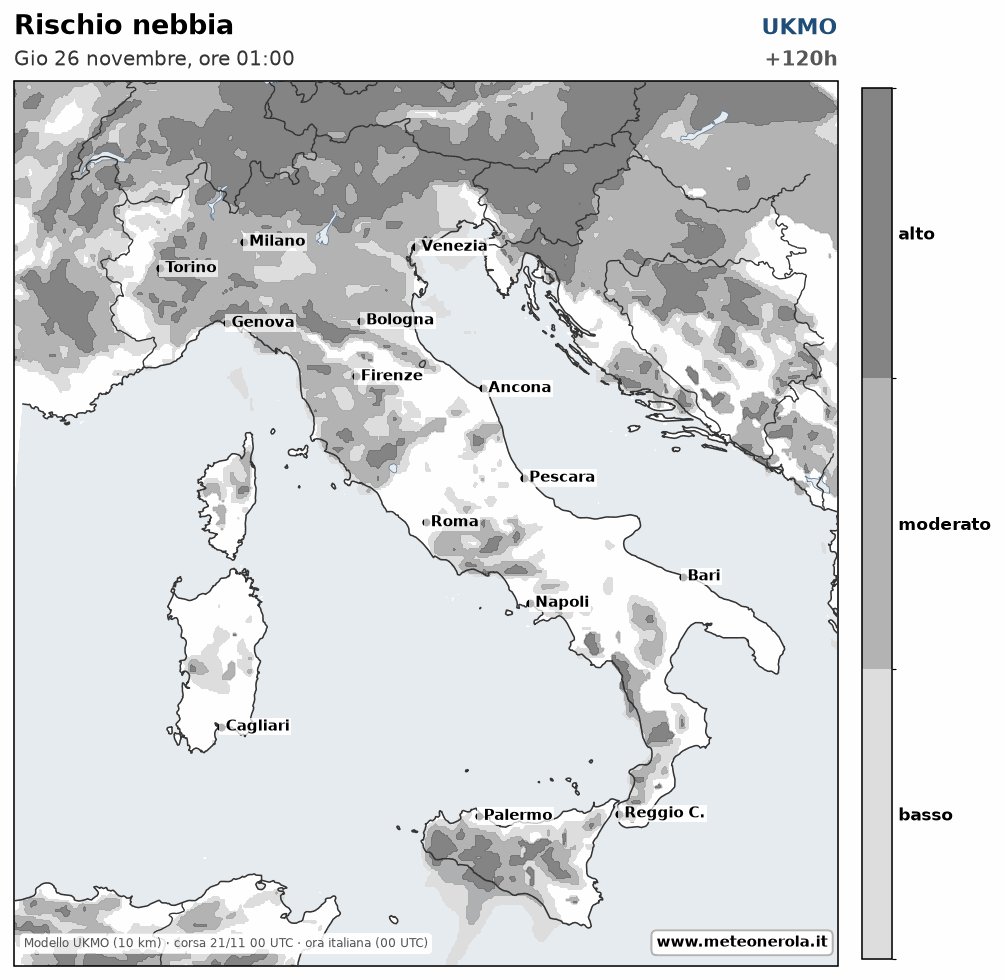 Rischio nebbia
UKMO
Gio 26 novembre, ore 01:00
+120h
alto
moderato
basso
Milano
Venezia
Torino
Genova
Bologna
Firenze
Ancona
Pescara
Roma
Bari
Napoli
Cagliari
Palermo
Reggio C.
Modello UKMO (10 km) · corsa 21/11 00 UTC · ora italiana (00 UTC)
www.meteonerola.it